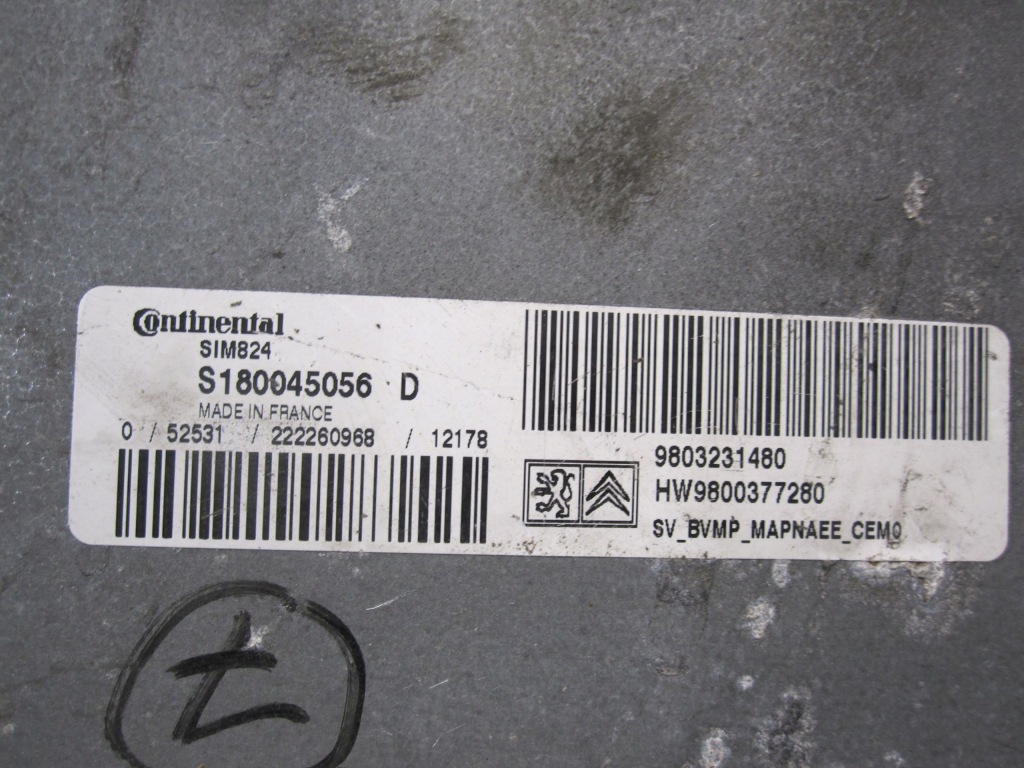 Continental
SIM824
S180045056 D
MADE IN FRANCE
0 / 52531 / 222260968 / 12178
9803231480
HW9800377280
SV_BVMP_MAPNAEE_CEM0